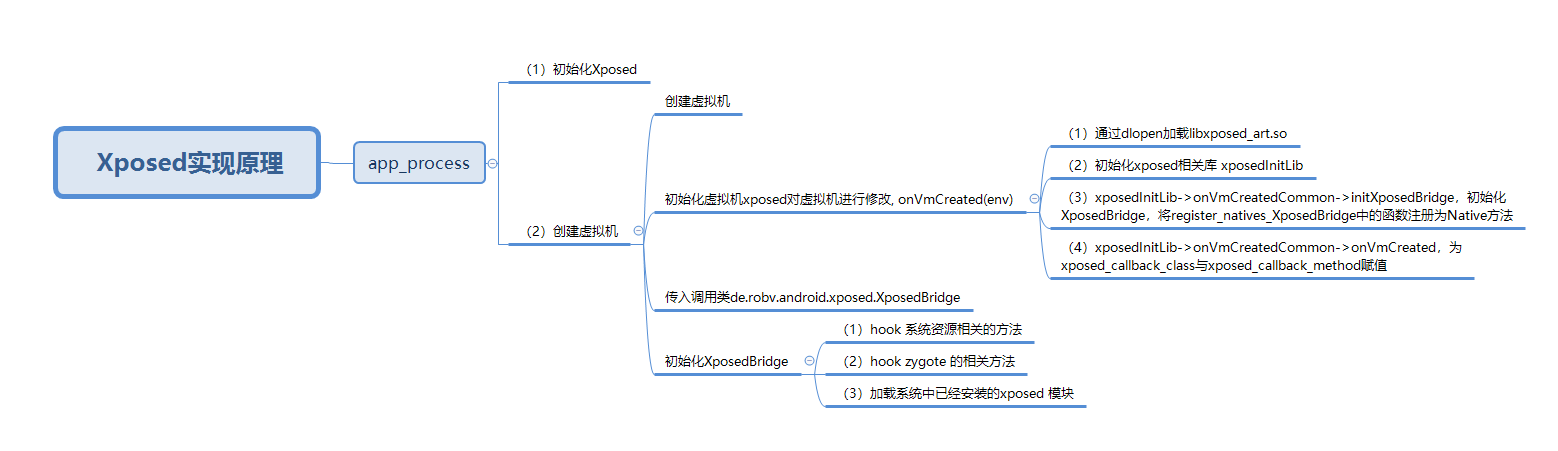 Xposed实现原理
app_process
（1）初始化Xposed
（2）创建虚拟机
创建虚拟机
初始化虚拟机xposed对虚拟机进行修改, onVmCreated(env)
（1）通过dlopen加载libxposed_art.so
（2）初始化xposed相关库 xposedInitLib
（3）xposedInitLib->onVmCreatedCommon->initXposedBridge，初始化
XposedBridge，将register_natives_XposedBridge中的函数注册为Native方法
（4）xposedInitLib->onVmCreatedCommon->onVmCreated，为
xposed_callback_class与xposed_callback_method赋值
传入调用类de.robv.android.xposed.XposedBridge
初始化XposedBridge
（1）hook 系统资源相关的方法
（2）hook zygote 的相关方法
（3）加载系统中已经安装的xposed 模块